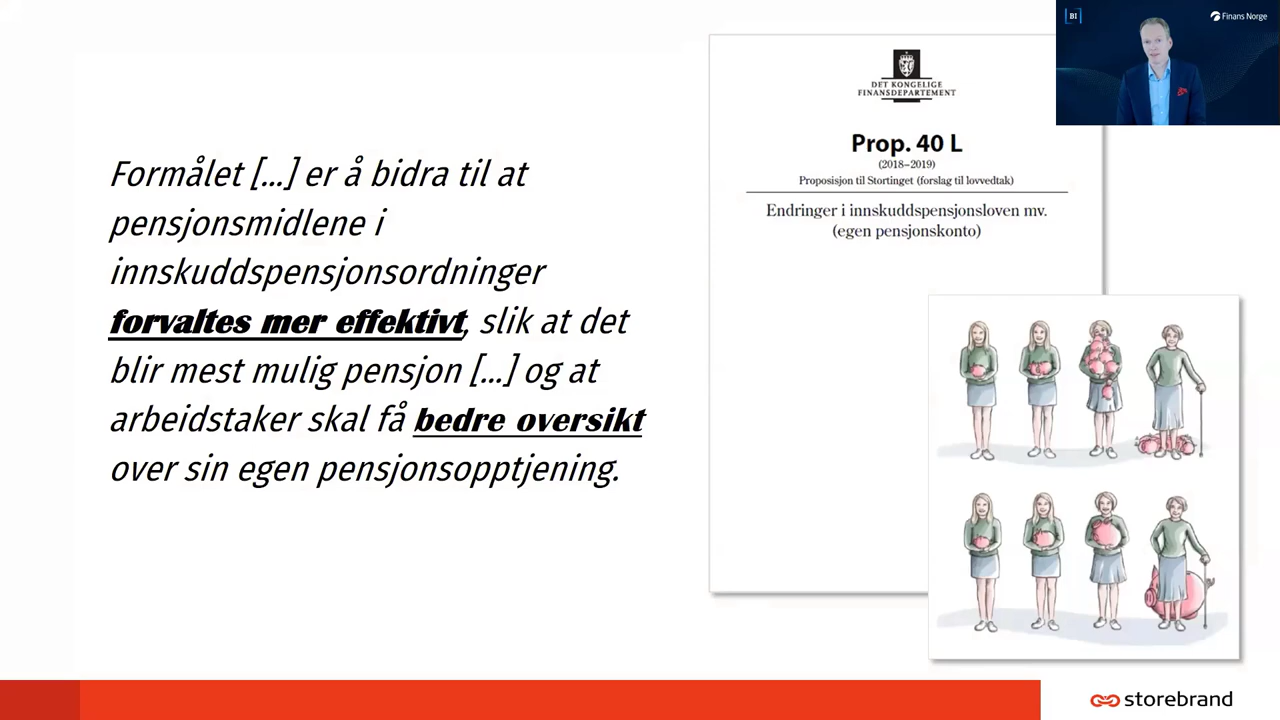 Formålet [...] er å bidra til at
pensjonsmidlene i
innskuddspensjonsordninger
forvaltes mer effektivt, slik at det
blir mest mulig pensjon [...] og at
arbeidstaker skal få bedre oversikt
over sin egen pensjonsopptjening.
DET KONGELIGE
FINANSDEPARTEMENT
Prop. 40 L
(2018–2019)
Proposisjon til Stortinget (forslag til lovvedtak)
Endringer i innskuddspensjonsloven mv.
(egen pensjonskonto)
BI
Finans Norge
storebrand